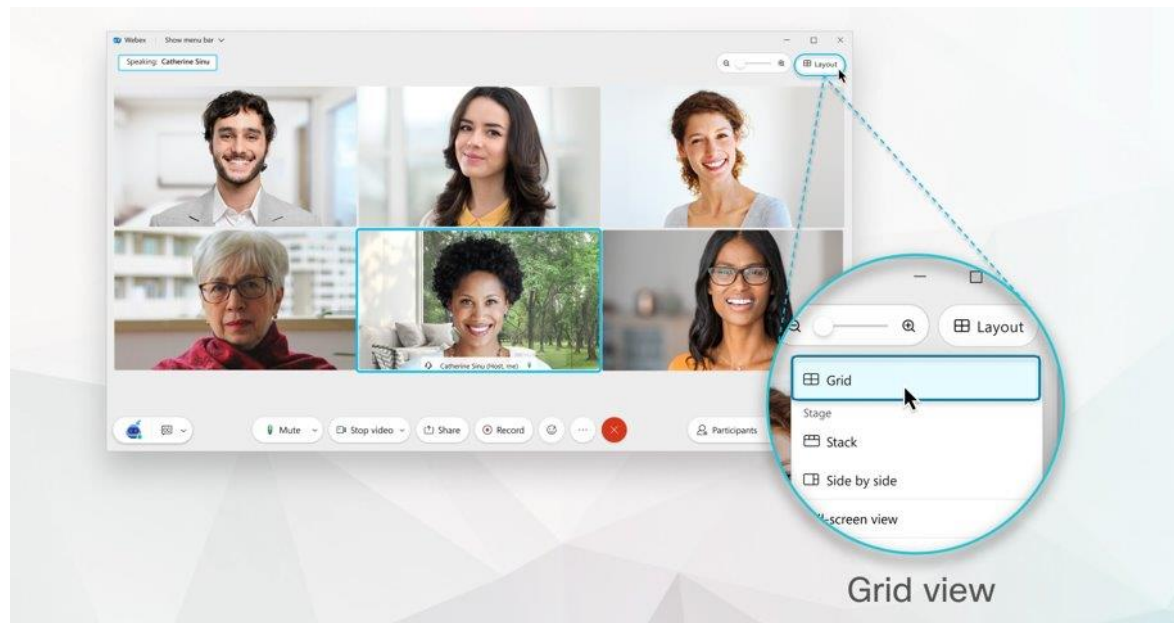 Webex Show menu bar
Speaking: Catherine Sinu
Layout
Catherine Sinu (Host, me)
Mute
Stop video
Share
Record
Participants
Layout
Grid
Stage
Stack
Side by side
-screen view
Grid view